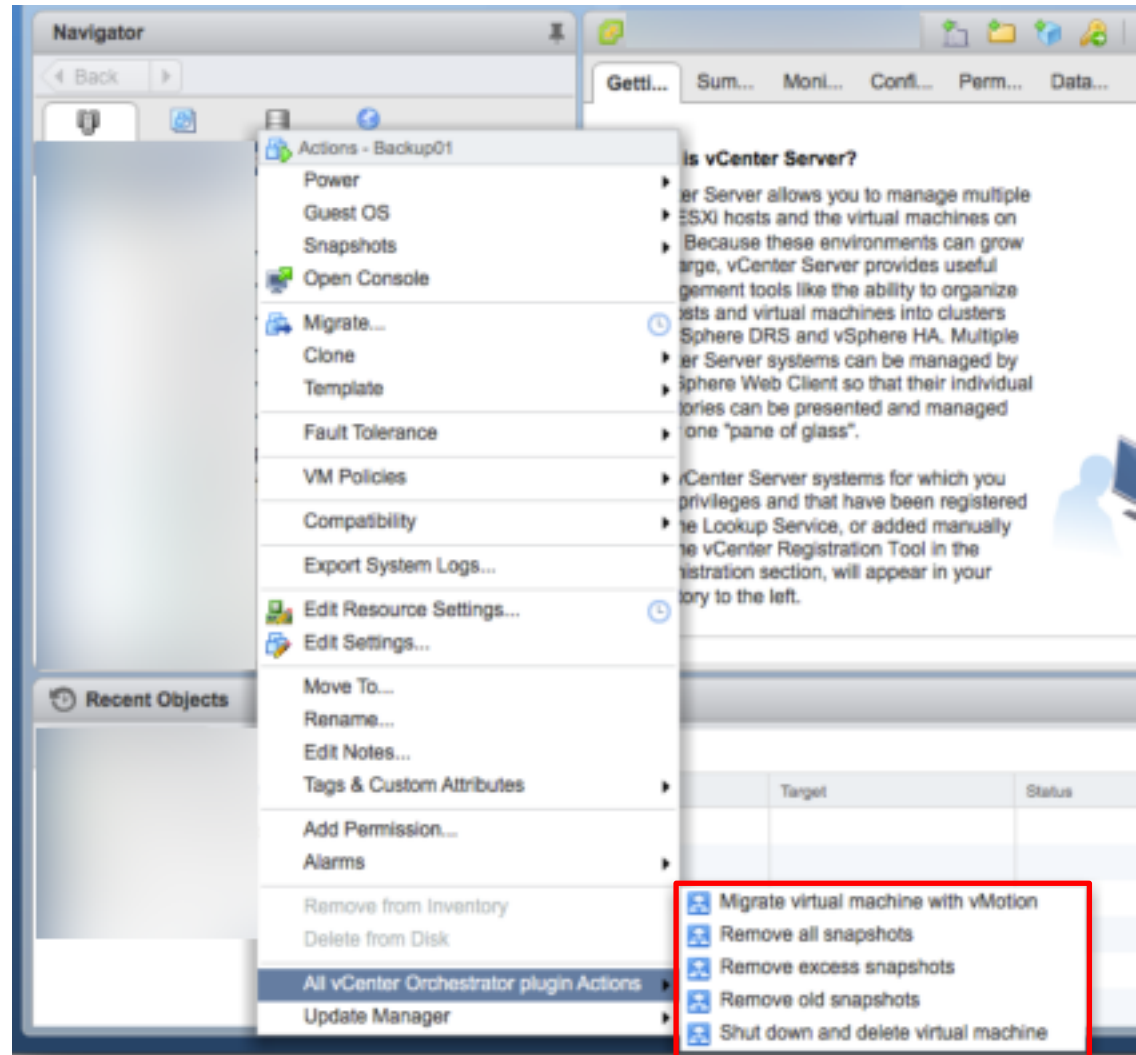 Navigator
Back
Getti... Sum... Moni... Confi... Perm... Data...
Actions - Backup01
Power
Guest OS
Snapshots
Open Console
Migrate...
Clone
Template
Fault Tolerance
VM Policies
Compatibility
Export System Logs...
Edit Resource Settings...
Edit Settings...
Move To...
Rename...
Edit Notes...
Tags & Custom Attributes
Add Permission...
Alarms
Remove from Inventory
Delete from Disk
All vCenter Orchestrator plugin Actions
Update Manager
is vCenter Server?
er Server allows you to manage multiple
ESXi hosts and the virtual machines on
Because these environments can grow
arge, vCenter Server provides useful
gement tools like the ability to organize
sts and virtual machines into clusters
Sphere DRS and vSphere HA. Multiple
er Server systems can be managed by
Sphere Web Client so that their individual
tories can be presented and managed
one "pane of glass".
vCenter Server systems for which you
privileges and that have been registered
he Lookup Service, or added manually
he vCenter Registration Tool in the
nistration section, will appear in your
tory to the left.
Recent Objects
Target Status
Migrate virtual machine with vMotion
Remove all snapshots
Remove excess snapshots
Remove old snapshots
Shut down and delete virtual machine